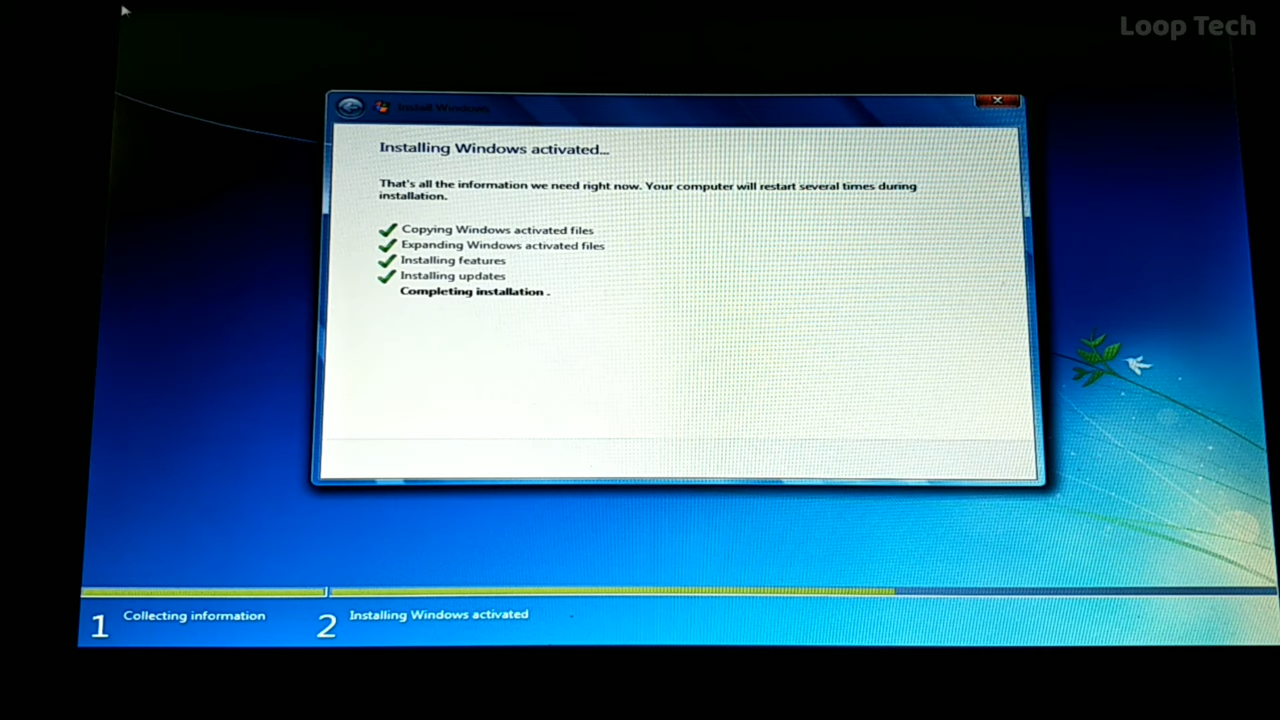 Loop Tech
Install Windows
Installing Windows activated...
That's all the information we need right now. Your computer will restart several times during
installation.
Copying Windows activated files
Expanding Windows activated files
Installing features
Installing updates
Completing installation .
1 Collecting information
2 Installing Windows activated